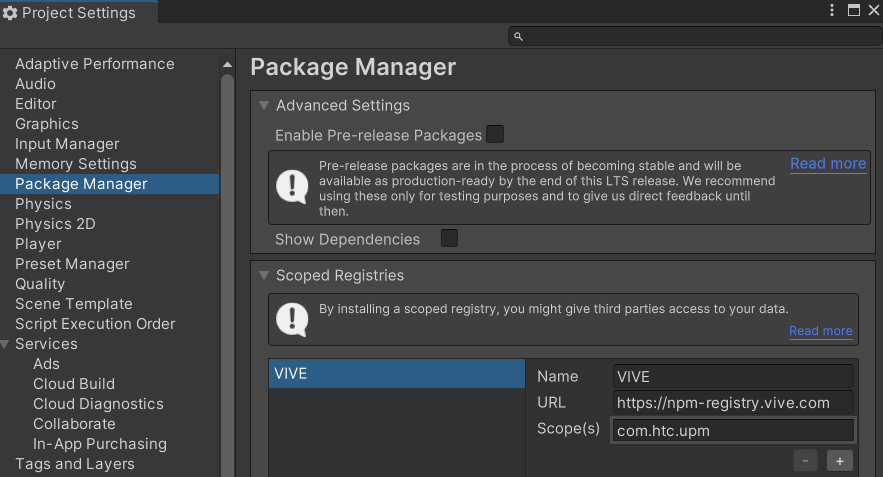 Project Settings
Adaptive Performance
Audio
Editor
Graphics
Input Manager
Memory Settings
Package Manager
Physics
Physics 2D
Player
Preset Manager
Quality
Scene Template
Script Execution Order
Services
Ads
Cloud Build
Cloud Diagnostics
Collaborate
In-App Purchasing
Tags and Layers
Package Manager
Advanced Settings
Enable Pre-release Packages
Pre-release packages are in the process of becoming stable and will be
available as production-ready by the end of this LTS release. We recommend
using these only for testing purposes and to give us direct feedback until
then.
Read more
Show Dependencies
Scoped Registries
By installing a scoped registry, you might give third parties access to your data.
Read more
VIVE
Name VIVE
URL https://npm-registry.vive.com
Scope(s) com.htc.upm
- +